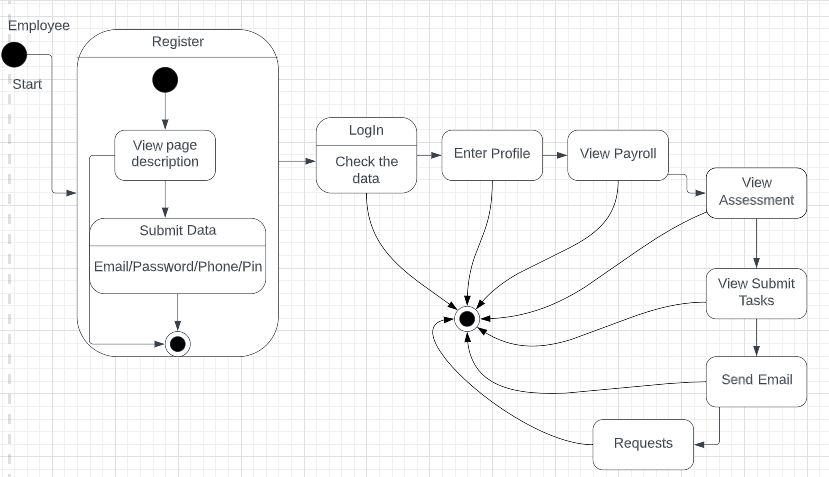 Employee
Start
Register
View page
description
Submit Data
Email/Password/Phone/Pin
LogIn
Check the
data
Enter Profile
View Payroll
View
Assessment
View Submit
Tasks
Send Email
Requests